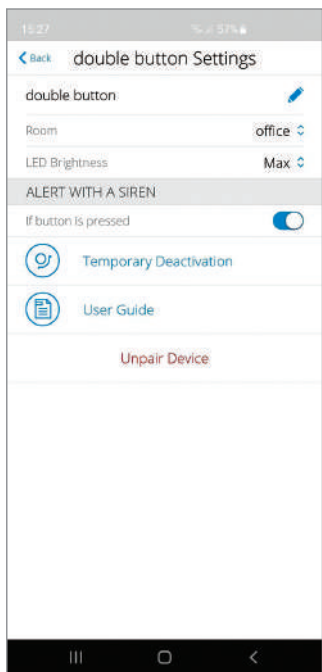 15:27 57%
Back double button Settings
double button
Room office
LED Brightness Max
ALERT WITH A SIREN
If button is pressed
Temporary Deactivation
User Guide
Unpair Device